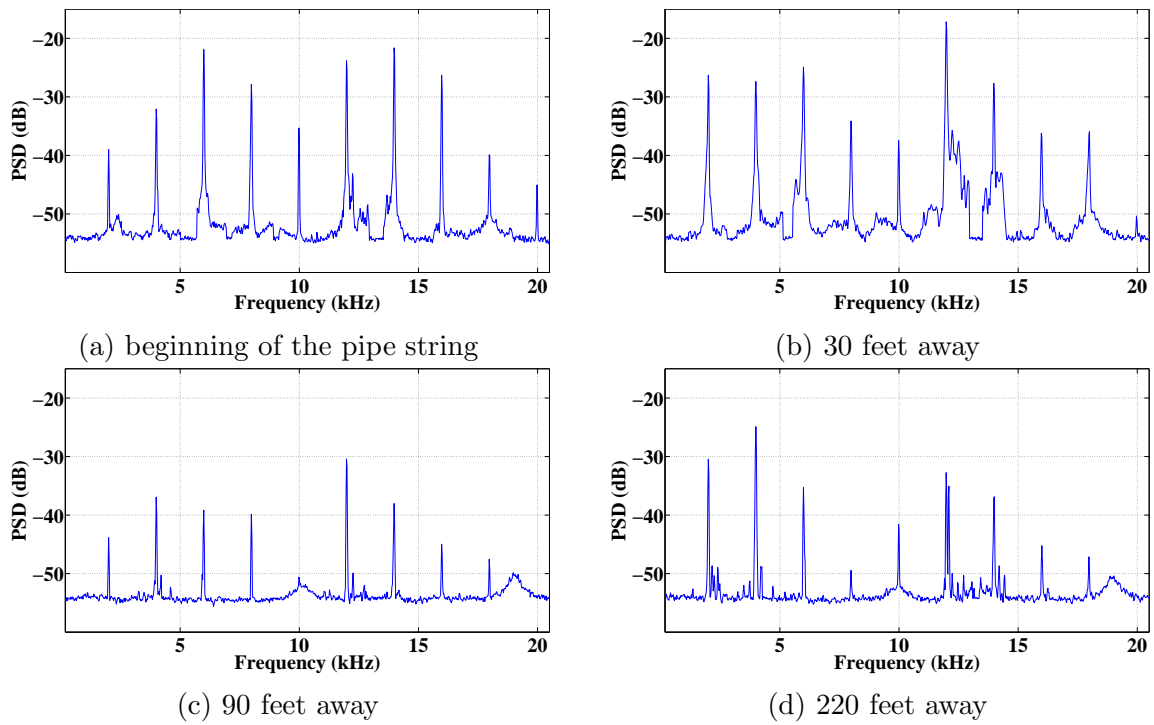 −20
−30
−40
−50
PSD (dB)
5 10 15 20
Frequency (kHz)
(a) beginning of the pipe string
−20
−30
−40
−50
PSD (dB)
5 10 15 20
Frequency (kHz)
(b) 30 feet away
−20
−30
−40
−50
PSD (dB)
5 10 15 20
Frequency (kHz)
(c) 90 feet away
−20
−30
−40
−50
PSD (dB)
5 10 15 20
Frequency (kHz)
(d) 220 feet away